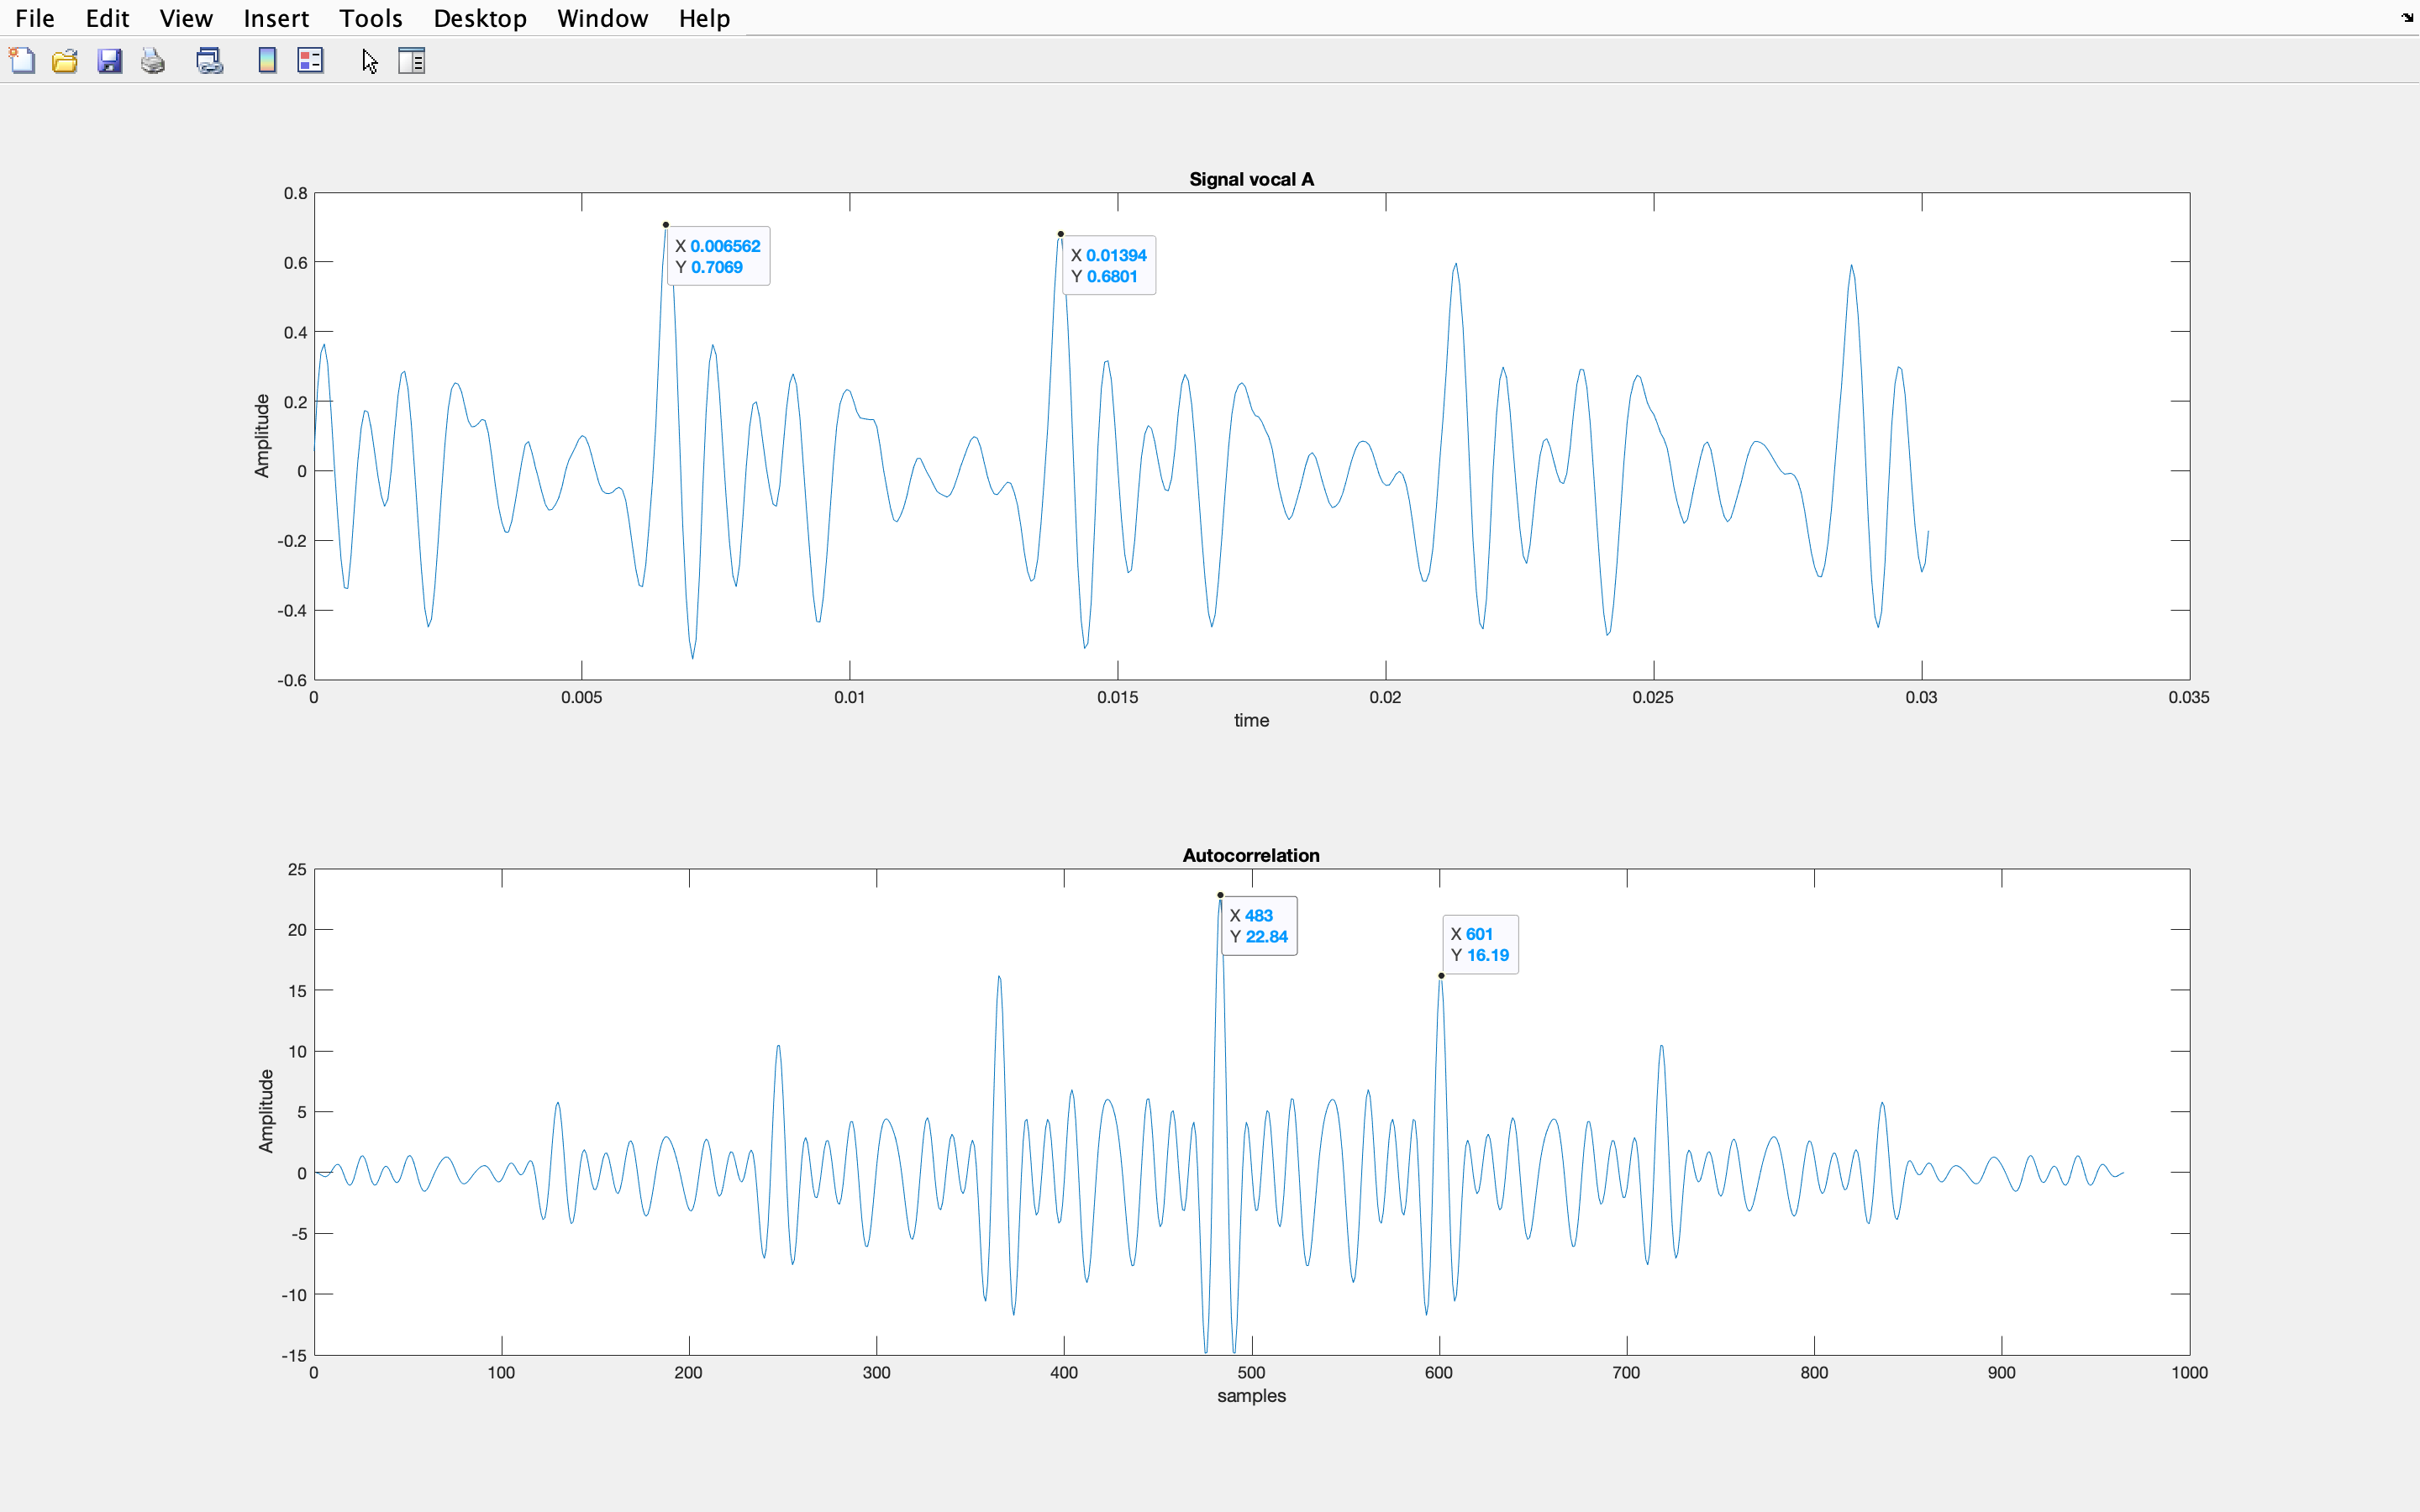 File Edit View Insert Tools Desktop Window Help
Signal vocal A
0.8
0.6
0.4
0.2
0
-0.2
-0.4
-0.6
Amplitude
X 0.006562
Y 0.7069
X 0.01394
Y 0.6801
0 0.005 0.01 0.015 0.02 0.025 0.03 0.035
time
Autocorrelation
25
20
15
10
5
0
-5
-10
-15
Amplitude
X 483
Y 22.84
X 601
Y 16.19
0 100 200 300 400 500 600 700 800 900 1000
samples